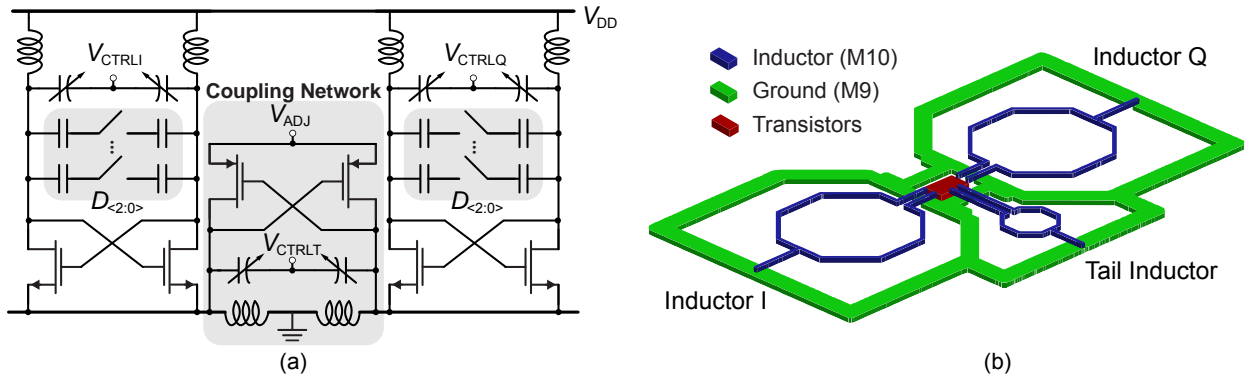 V_DD
V_CTRLI
V_CTRLQ
Coupling Network
V_ADJ
D_<2:0>
D_<2:0>
V_CTRLT
(a)
Inductor (M10)
Ground (M9)
Transistors
Inductor Q
Inductor I
Tail Inductor
(b)